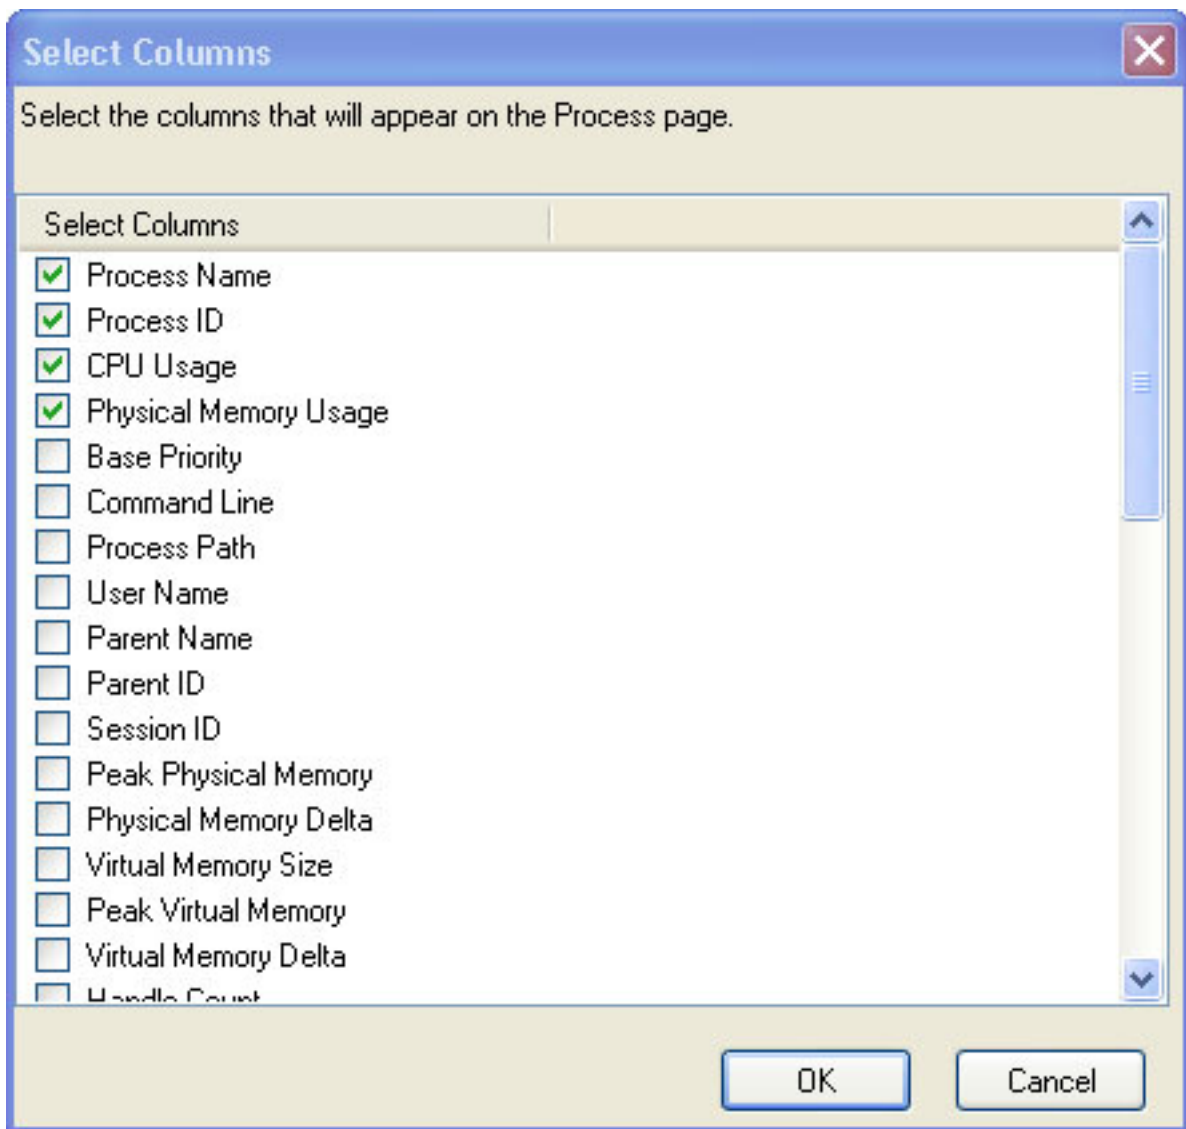 Select Columns
Select the columns that will appear on the Process page.
Select Columns
Process Name
Process ID
CPU Usage
Physical Memory Usage
Base Priority
Command Line
Process Path
User Name
Parent Name
Parent ID
Session ID
Peak Physical Memory
Physical Memory Delta
Virtual Memory Size
Peak Virtual Memory
Virtual Memory Delta
Handle Count
OK Cancel